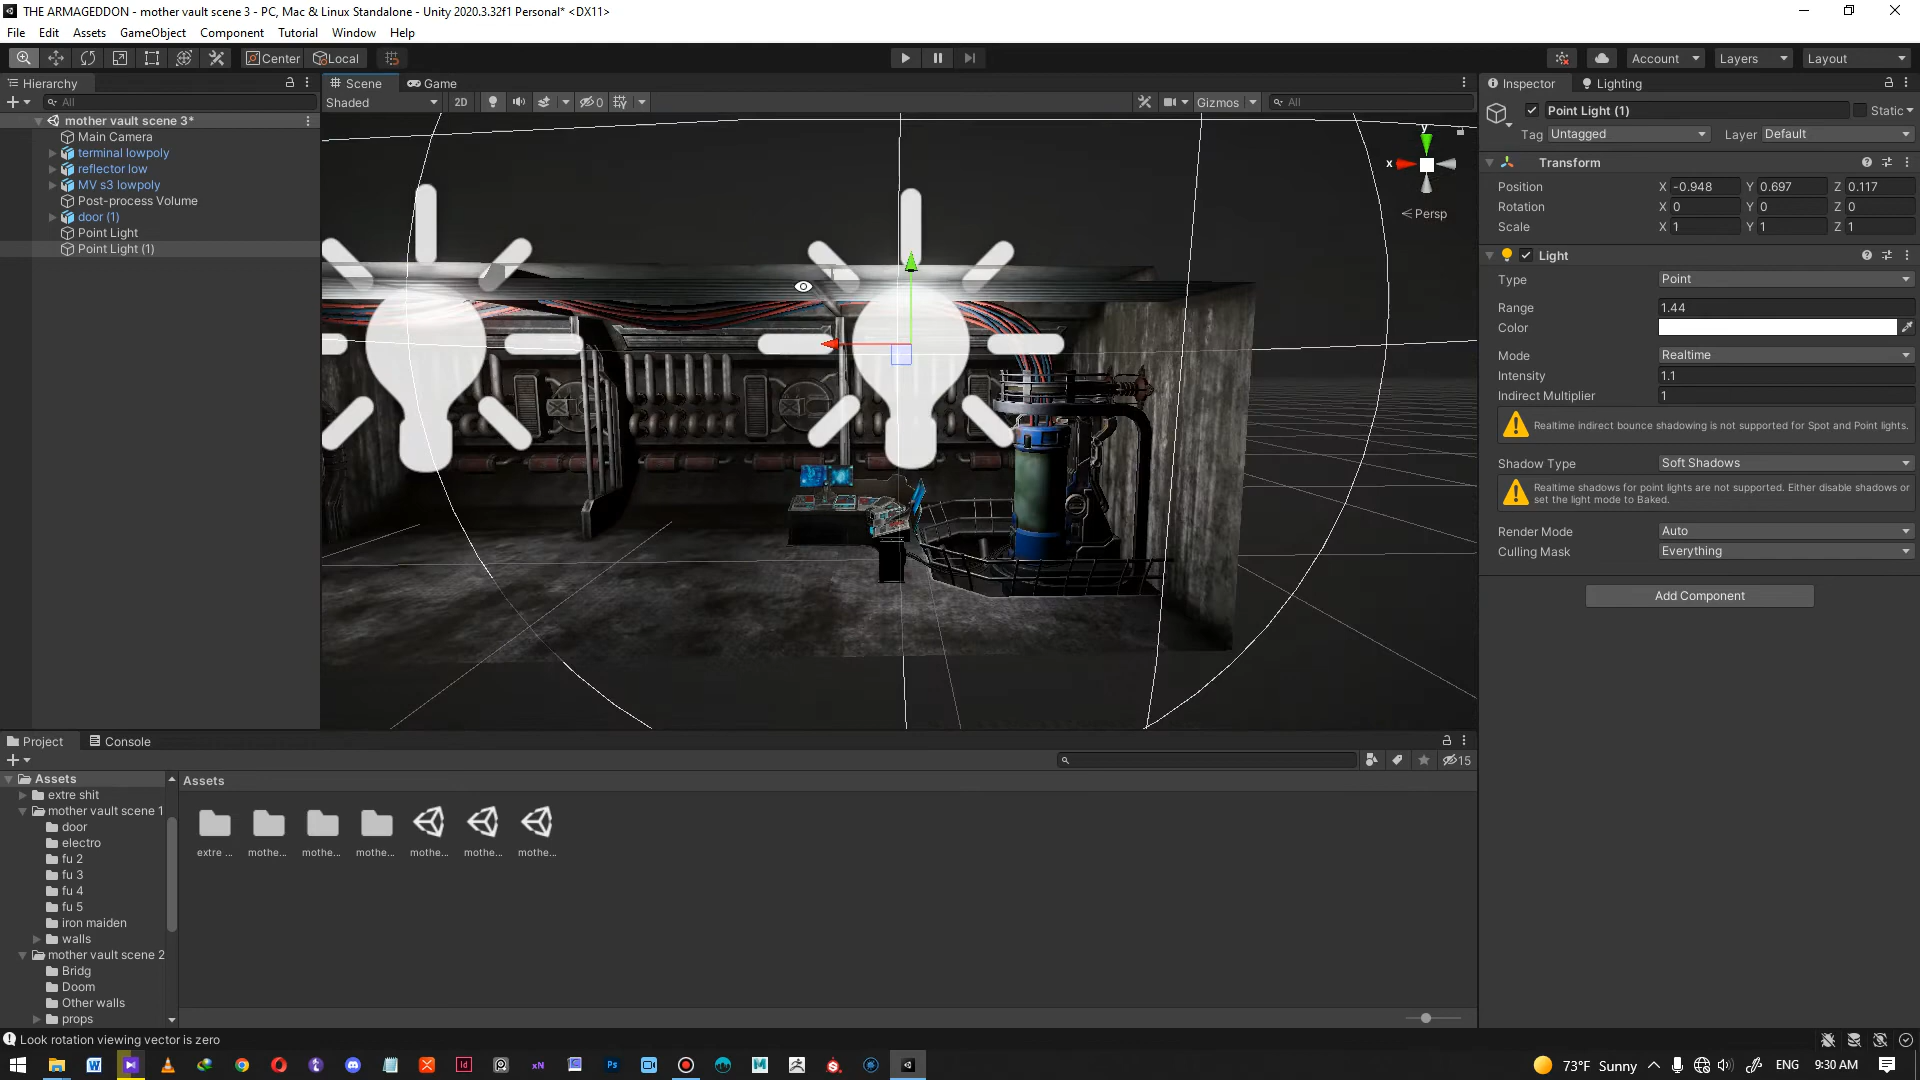 THE ARMAGEDDON - mother vault scene 3 - PC, Mac & Linux Standalone - Unity 2020.3.32f1 Personal* <DX11>
File Edit Assets GameObject Component Tutorial Window Help
Center Local Account Layers Layout
Hierarchy
All
mother vault scene 3*
Main Camera
terminal lowpoly
reflector low
MV s3 lowpoly
Post-process Volume
door (1)
Point Light
Point Light (1)
Scene Game
Shaded 2D 0 Gizmos All
y
x
Persp
Inspector Lighting
Point Light (1) Static
Tag Untagged Layer Default
Transform
Position X -0.948 Y 0.697 Z 0.117
Rotation X 0 Y 0 Z 0
Scale X 1 Y 1 Z 1
Light
Type Point
Range 1.44
Color
Mode Realtime
Intensity 1.1
Indirect Multiplier 1
Realtime indirect bounce shadowing is not supported for Spot and Point lights.
Shadow Type Soft Shadows
Realtime shadows for point lights are not supported. Either disable shadows or
set the light mode to Baked.
Render Mode Auto
Culling Mask Everything
Add Component
Project Console
15
Assets
extre shit
mother vault scene 1
door
electro
fu 2
fu 3
fu 4
fu 5
iron maiden
walls
mother vault scene 2
Bridg
Doom
Other walls
props
Assets
extre ... mothe... mothe... mothe... mothe... mothe... mothe...
Look rotation viewing vector is zero
73°F Sunny ENG 9:30 AM